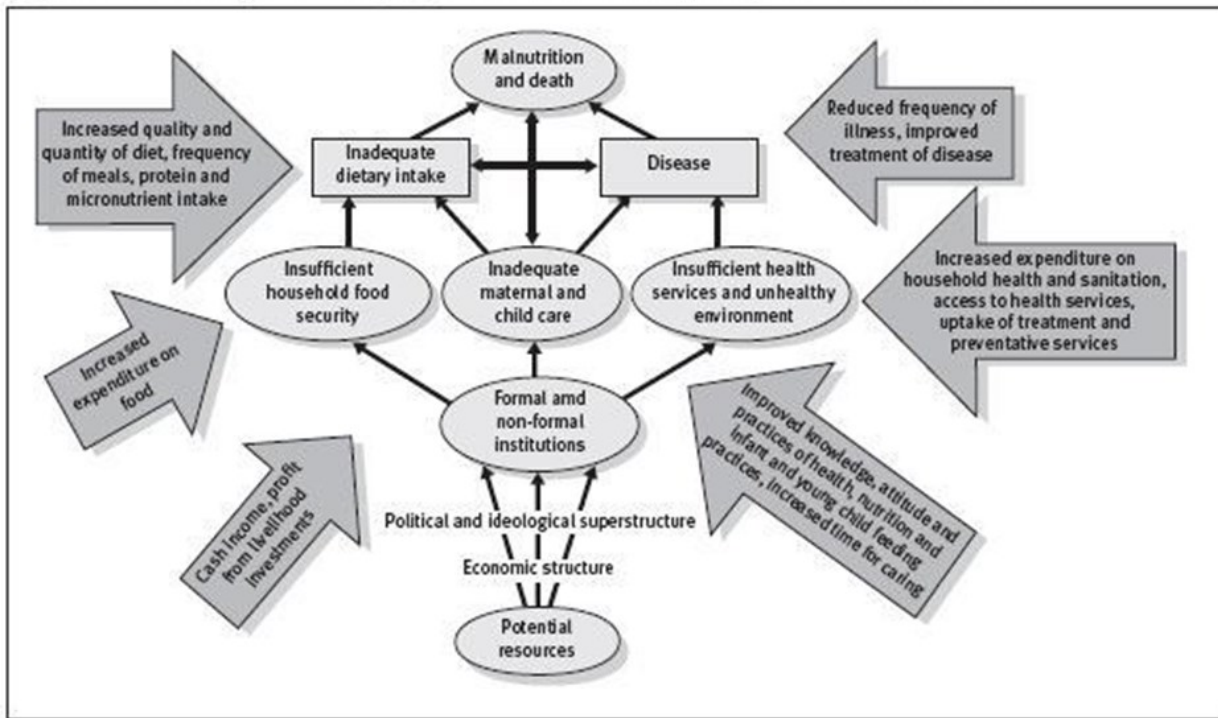 Malnutrition
and death
Increased quality and
quantity of diet, frequency
of meals, protein and
micronutrient intake
Inadequate
dietary intake
Disease
Reduced frequency of
illness, improved
treatment of disease
Insufficient
household food
security
Inadequate
maternal and
child care
Insufficient health
services and unhealthy
environment
Increased expenditure on
household health and sanitation,
access to health services,
uptake of treatment and
preventative services
Increased
expenditure on
food
Formal amd
non-formal
institutions
Improved knowledge, attitude and
practices of health, nutrition and
infant and young child feeding
practices, increased time for caring
Cash income, profit
from livelihood
investments
Political and ideological superstructure
Economic structure
Potential
resources